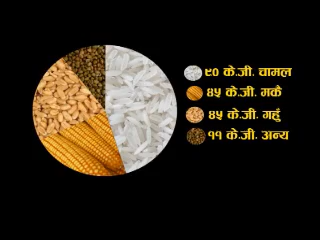 ९० के.जी. चामल
४५ के.जी. मकै
४५ के.जी. गहुँ
११ के.जी. अन्य